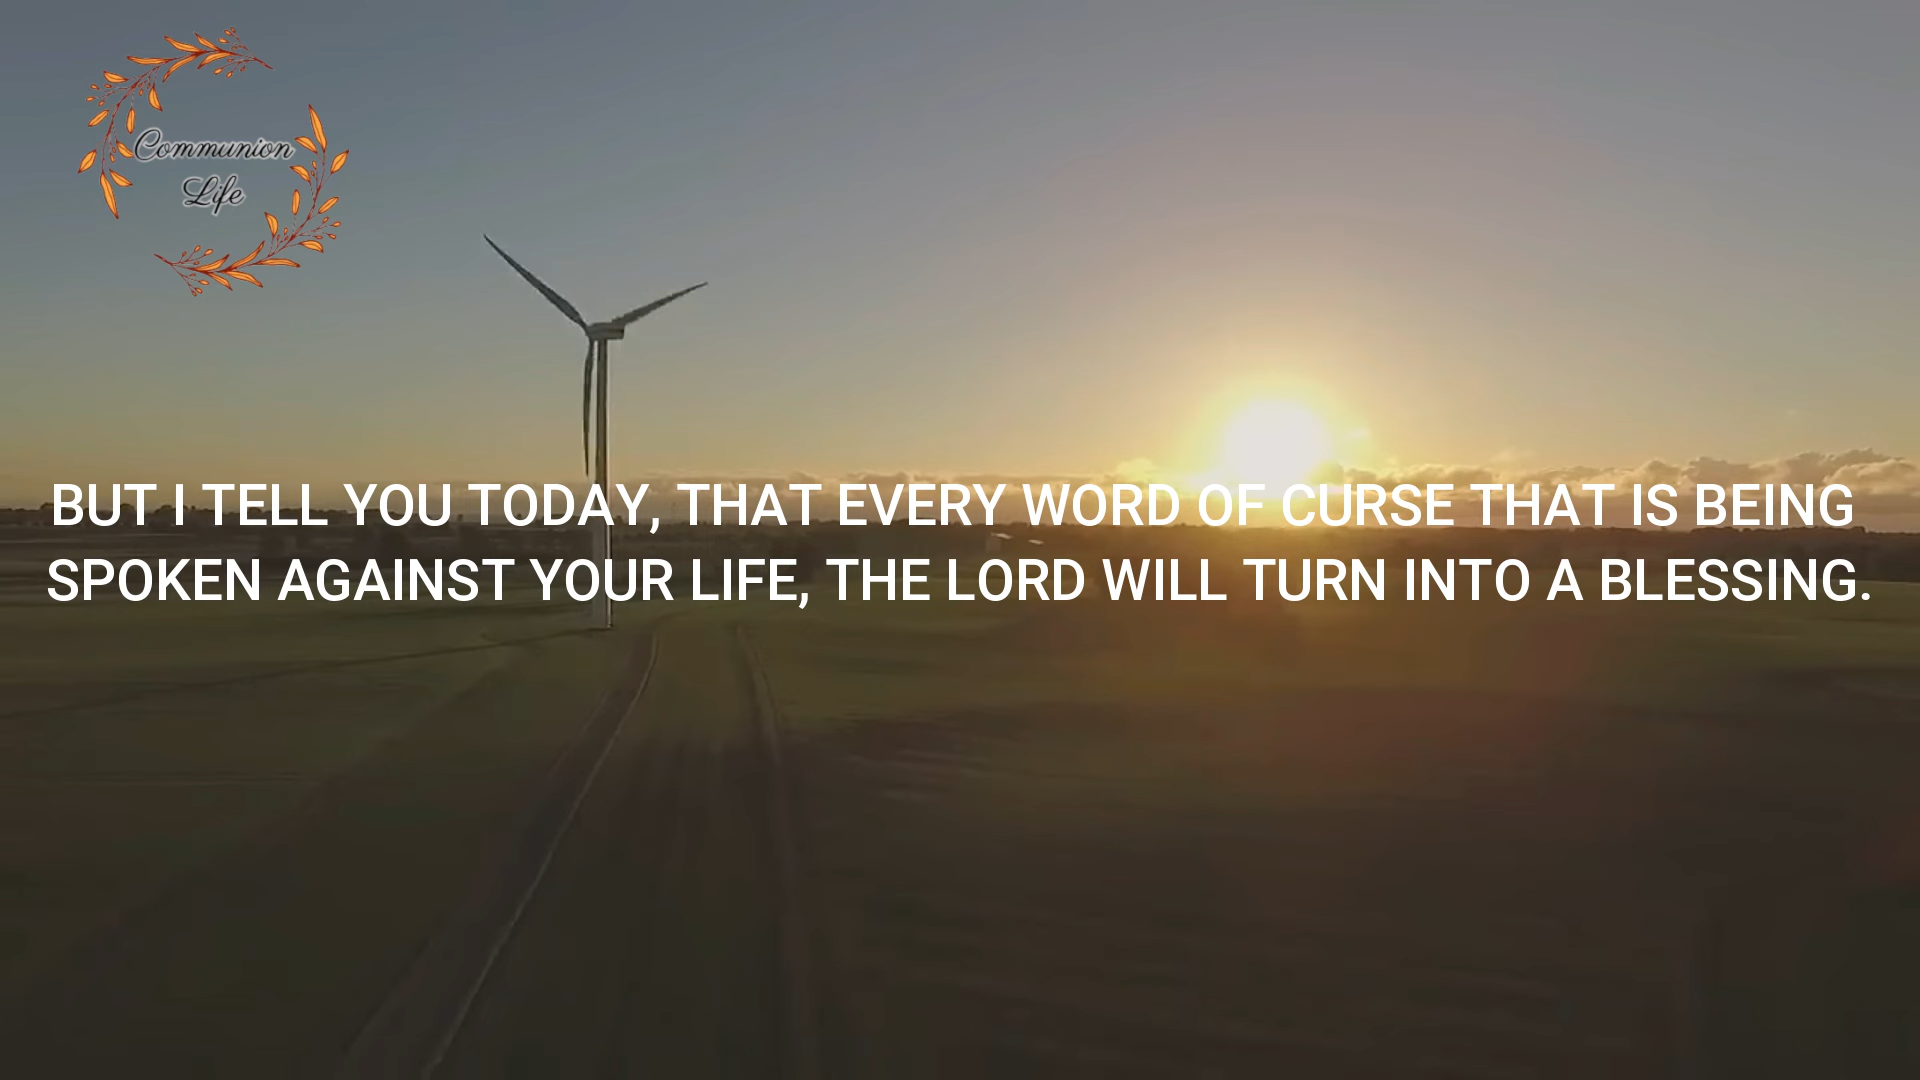 Communion
Life
BUT I TELL YOU TODAY, THAT EVERY WORD OF CURSE THAT IS BEING
SPOKEN AGAINST YOUR LIFE, THE LORD WILL TURN INTO A BLESSING.